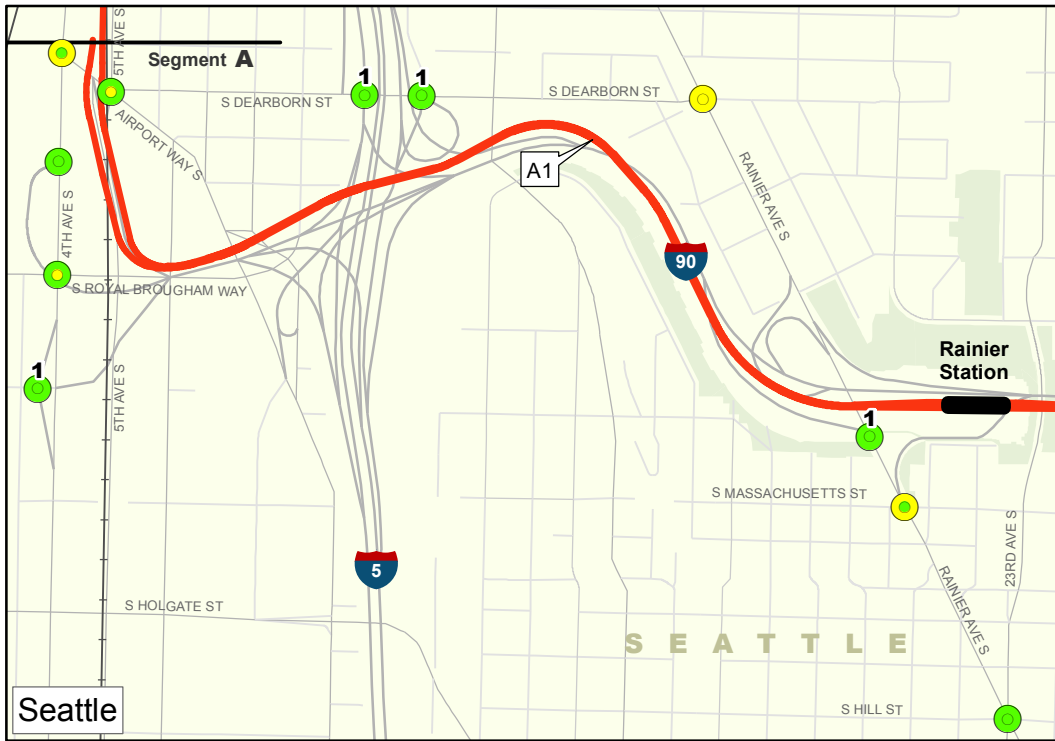 5TH AVE S
Segment A
1
1
S DEARBORN ST
S DEARBORN ST
AIRPORT WAY S
A1
RAINIER AVE S
4TH AVE S
90
S ROYAL BROUGHAM WAY
Rainier
Station
1
5TH AVE S
1
S MASSACHUSETTS ST
5
23RD AVE S
RAINIER AVE S
S HOLGATE ST
SEATTLE
Seattle
S HILL ST